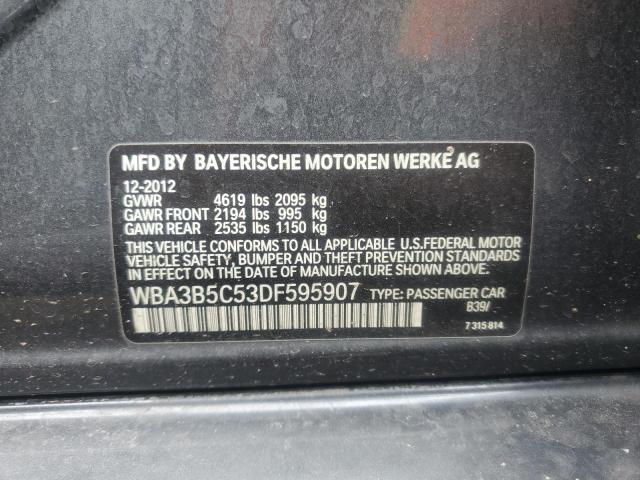 MFD BY BAYERISCHE MOTOREN WERKE AG
12-2012
GVWR 4619 lbs 2095 kg
GAWR FRONT 2194 lbs 995 kg
GAWR REAR 2535 lbs 1150 kg
THIS VEHICLE CONFORMS TO ALL APPLICABLE U.S.FEDERAL MOTOR
VEHICLE SAFETY, BUMPER AND THEFT PREVENTION STANDARDS
IN EFFECT ON THE DATE OF MANUFACTURE SHOWN ABOVE.
WBA3B5C53DF595907 TYPE: PASSENGER CAR
B39/
7 315 814